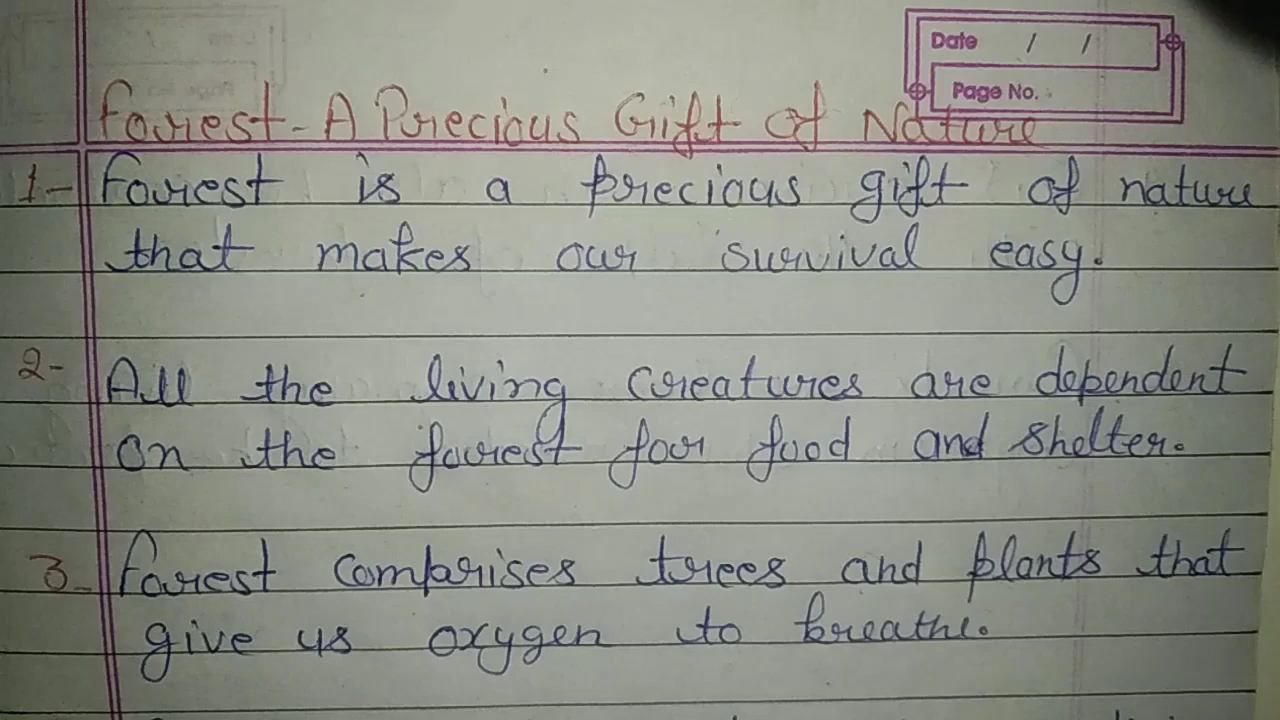 Date / /
Page No.
Forest - A Precious Gift of Nature
1- Forest is a precious gift of nature
that makes our survival easy.
2- All the living creatures are dependent
on the forest for food and shelter.
3- Forest comprises trees and plants that
give us oxygen to breathe.